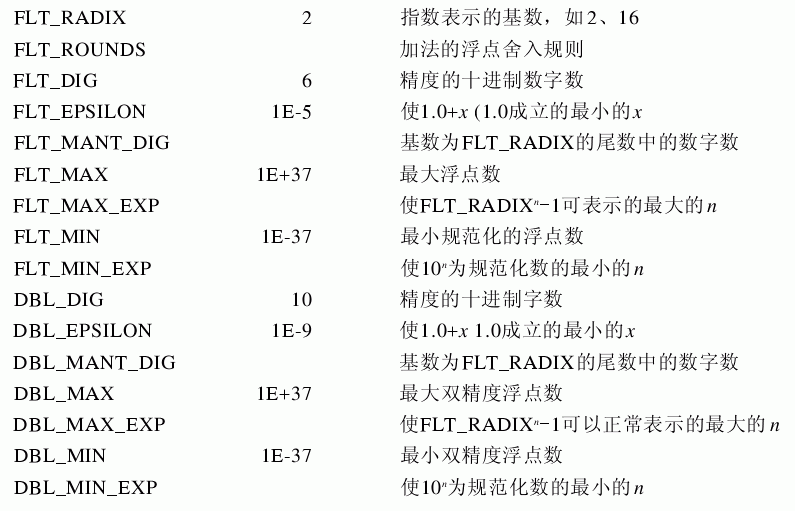 FLT_RADIX 2 指数表示的基数，如2、16
FLT_ROUNDS 加法的浮点舍入规则
FLT_DIG 6 精度的十进制数字数
FLT_EPSILON 1E-5 使1.0+x (1.0成立的最小的x
FLT_MANT_DIG 基数为FLT_RADIX的尾数中的数字数
FLT_MAX 1E+37 最大浮点数
FLT_MAX_EXP 使FLT_RADIXⁿ−1可表示的最大的n
FLT_MIN 1E-37 最小规范化的浮点数
FLT_MIN_EXP 使10ⁿ为规范化数的最小的n
DBL_DIG 10 精度的十进制字数
DBL_EPSILON 1E-9 使1.0+x 1.0成立的最小的x
DBL_MANT_DIG 基数为FLT_RADIX的尾数中的数字数
DBL_MAX 1E+37 最大双精度浮点数
DBL_MAX_EXP 使FLT_RADIXⁿ−1可以正常表示的最大的n
DBL_MIN 1E-37 最小双精度浮点数
DBL_MIN_EXP 使10ⁿ为规范化数的最小的n